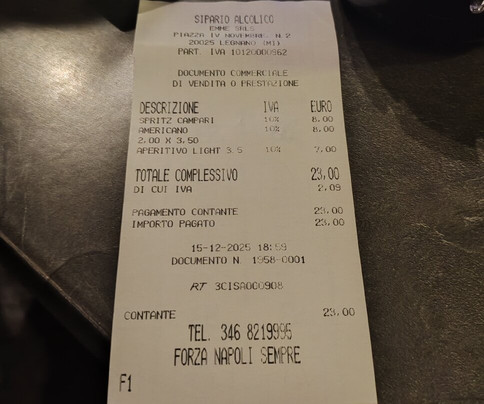 SIPARIO ALCOLICO
EMME SRLS
PIAZZA IV NOVEMBRE N.2
20025 LEGNANO (MI)
PART. IVA 10120000962
DOCUMENTO COMMERCIALE
DI VENDITA O PRESTAZIONE
DESCRIZIONE IVA EURO
SPRITZ CAMPARI 10% 8,00
AMERICANO 10% 8,00
2,00 X 3,50
APERITIVO LIGHT 3.5 10% 7,00
TOTALE COMPLESSIVO 23,00
DI CUI IVA 2,09
PAGAMENTO CONTANTE 23,00
IMPORTO PAGATO 23,00
15-12-2025 18:59
DOCUMENTO N. 1958-0001
RT 3CISA000908
CONTANTE 23,00
TEL. 346 8219995
FORZA NAPOLI SEMPRE
F1